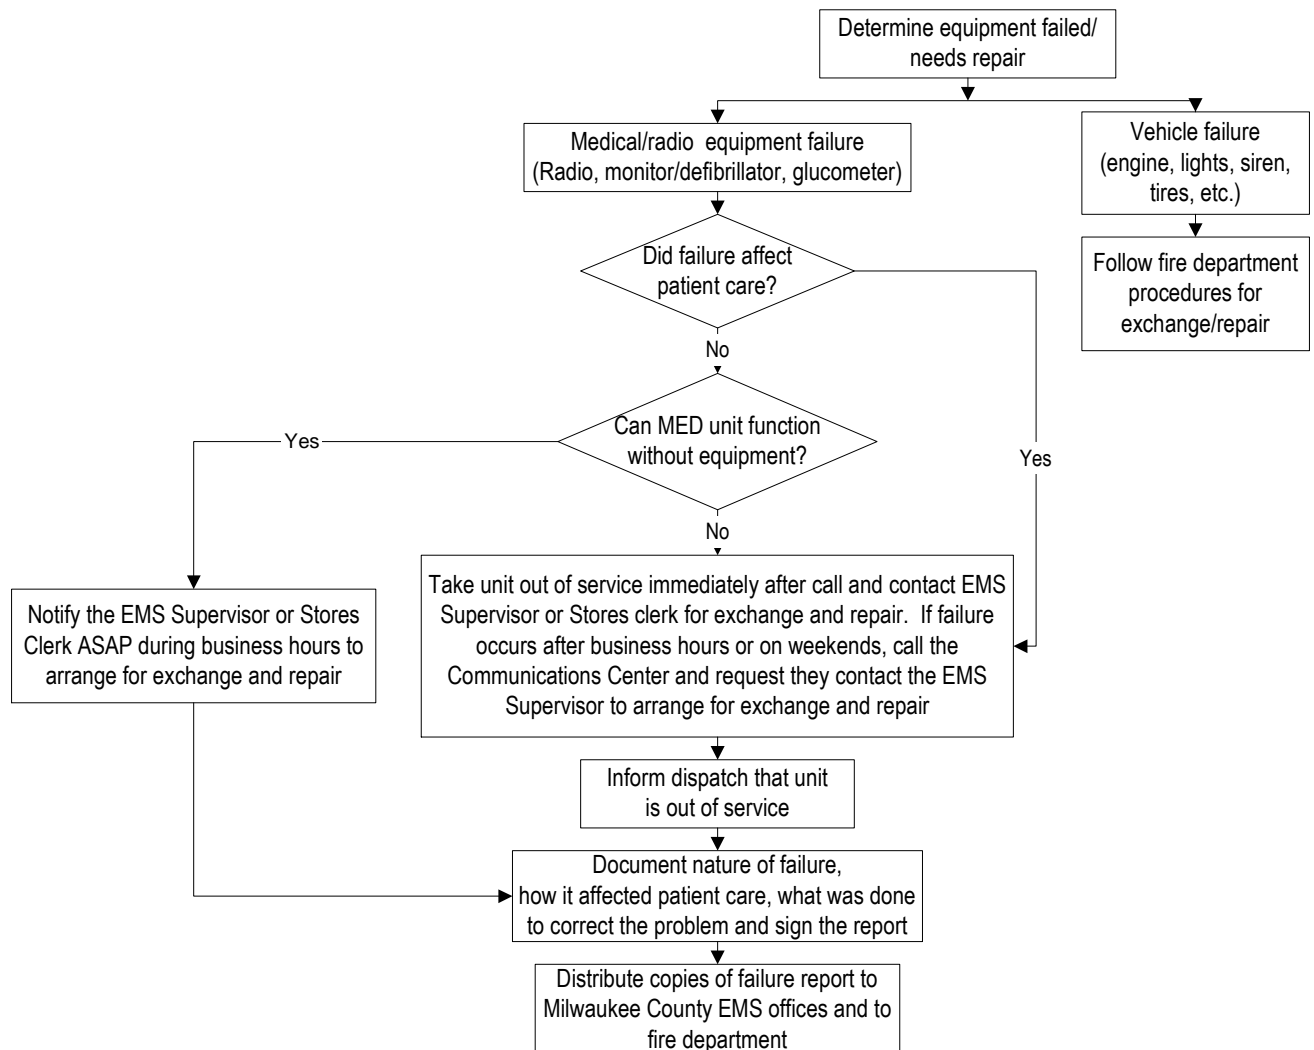 Determine equipment failed/
needs repair
Medical/radio equipment failure
(Radio, monitor/defibrillator, glucometer)
Vehicle failure
(engine, lights, siren,
tires, etc.)
Did failure affect
patient care?
Follow fire department
procedures for
exchange/repair
No
Can MED unit function
without equipment?
Yes
Yes
No
Take unit out of service immediately after call and contact EMS
Supervisor or Stores clerk for exchange and repair. If failure
occurs after business hours or on weekends, call the
Communications Center and request they contact the EMS
Supervisor to arrange for exchange and repair
Notify the EMS Supervisor or Stores
Clerk ASAP during business hours to
arrange for exchange and repair
Inform dispatch that unit
is out of service
Document nature of failure,
how it affected patient care, what was done
to correct the problem and sign the report
Distribute copies of failure report to
Milwaukee County EMS offices and to
fire department